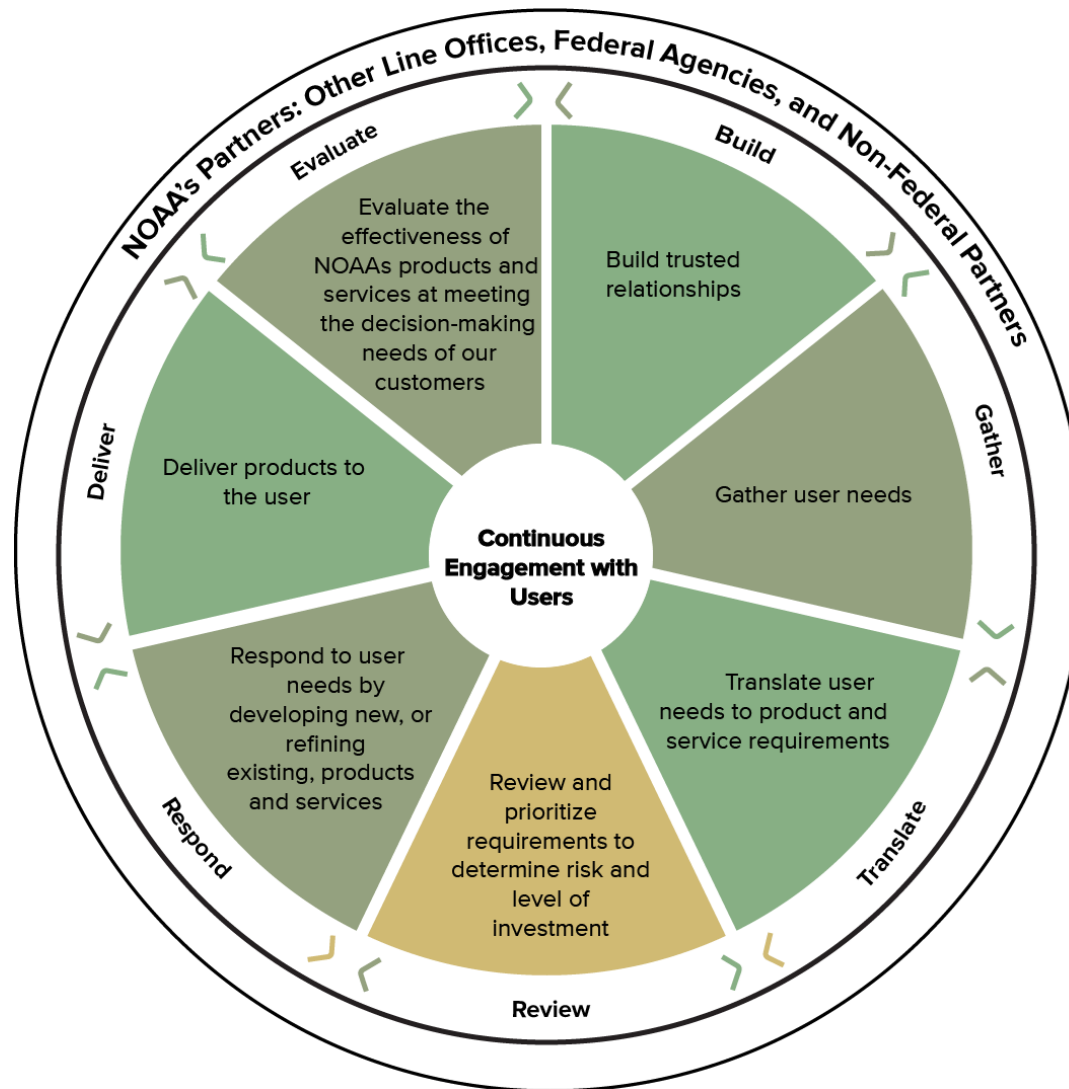 NOAA's Partners: Other Line Offices, Federal Agencies, and Non-Federal Partners
Build
Build trusted
relationships
Gather
Gather user needs
Translate
Translate user
needs to product and
service requirements
Review and
prioritize
requirements to
determine risk and
level of
investment
Review
Respond to user
needs by
developing new, or
refining
existing, products
and services
Respond
Deliver
Deliver products to
the user
Evaluate
Evaluate the
effectiveness of
NOAAs products and
services at meeting
the decision-making
needs of our
customers
Continuous
Engagement with
Users